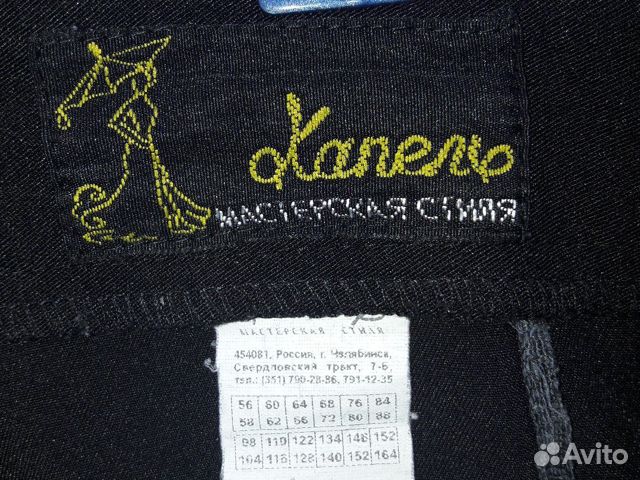 Капель
МАСТЕРСКАЯ СТИЛЯ
МАСТЕРСКАЯ СТИЛЯ
454081, Россия, г. Челябинск,
Свердловский тракт, 7-Б,
тел.: (351) 790-28-86, 791-12-35
56 60 64 68 76 84
58 62 66 72 80 88
98 110 122 134 146 152
104 116 128 140 152 164
Avito